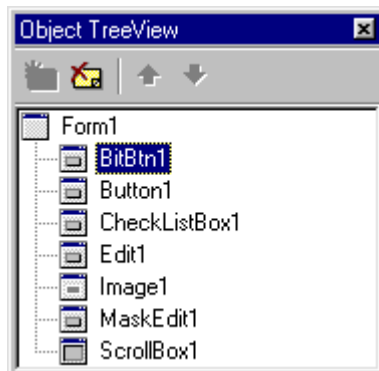 Object TreeView
Form1
BitBtn1
Button1
CheckListBox1
Edit1
Image1
MaskEdit1
ScrollBox1